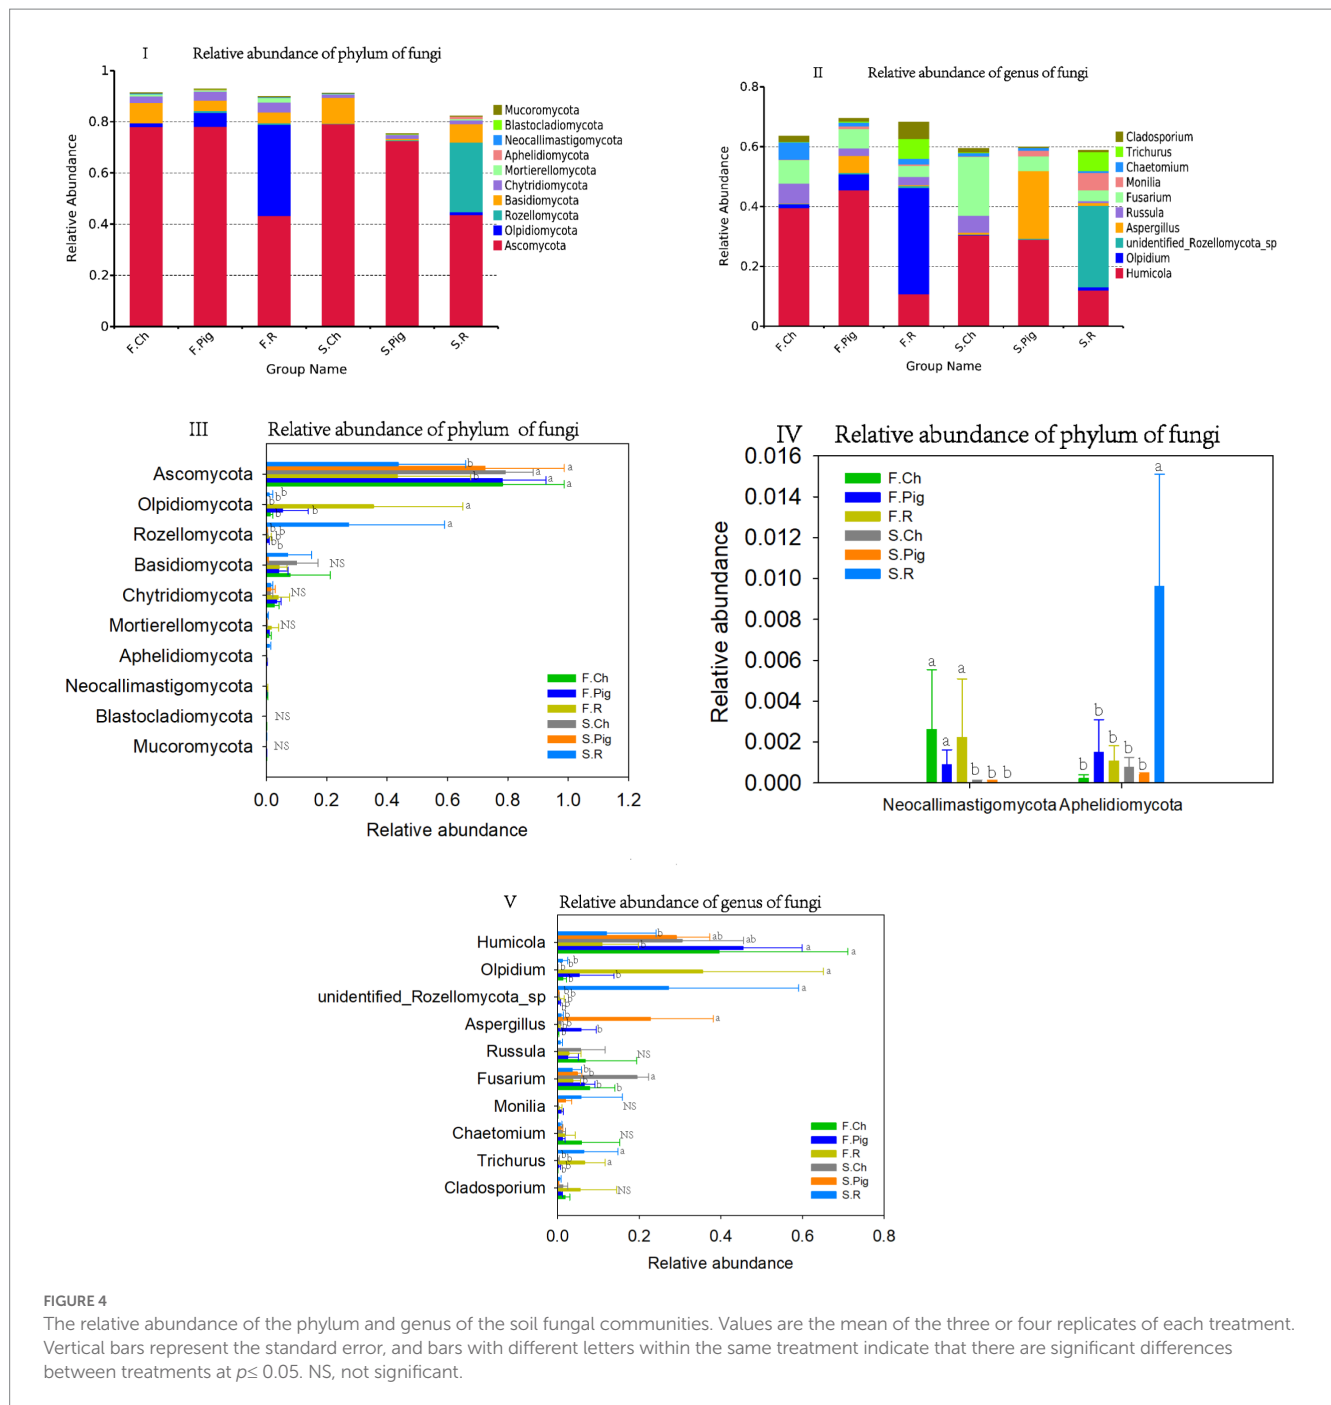 I Relative abundance of phylum of fungi
1
0.8
0.6
0.4
0.2
0
Relative Abundance
F.Ch
F.Pig
F.R
S.Ch
S.Pig
S.R
Group Name
Mucoromycota
Blastocladiomycota
Neocallimastigomycota
Aphelidiomycota
Mortierellomycota
Chytridiomycota
Basidiomycota
Rozellomycota
Olpidiomycota
Ascomycota
II Relative abundance of genus of fungi
0.8
0.6
0.4
0.2
0
Relative Abundance
F.Ch
F.Pig
F.R
S.Ch
S.Pig
S.R
Group Name
Cladosporium
Trichurus
Chaetomium
Monilia
Fusarium
Russula
Aspergillus
unidentified_Rozellomycota_sp
Olpidium
Humicola
III Relative abundance of phylum of fungi
Ascomycota b a a b a a
Olpidiomycota b b b a b b
Rozellomycota a b b b b b
Basidiomycota NS
Chytridiomycota NS
Mortierellomycota NS
Aphelidiomycota
Neocallimastigomycota
Blastocladiomycota NS
Mucoromycota NS
F.Ch
F.Pig
F.R
S.Ch
S.Pig
S.R
0.0 0.2 0.4 0.6 0.8 1.0 1.2
Relative abundance
IV Relative abundance of phylum of fungi
0.016
0.014
0.012
0.010
0.008
0.006
0.004
0.002
0.000
Relative abundance
F.Ch
F.Pig
F.R
S.Ch
S.Pig
S.R
a a a b b b
b b b b b a
Neocallimastigomycota Aphelidiomycota
V Relative abundance of genus of fungi
Humicola b ab ab b a a
Olpidium b b b a b b
unidentified_Rozellomycota_sp a b b b b b
Aspergillus b a b b b b
Russula NS
Fusarium b b a b b b
Monilia NS
Chaetomium NS
Trichurus a b b a b b
Cladosporium NS
F.Ch
F.Pig
F.R
S.Ch
S.Pig
S.R
0.0 0.2 0.4 0.6 0.8
Relative abundance
FIGURE 4
The relative abundance of the phylum and genus of the soil fungal communities. Values are the mean of the three or four replicates of each treatment.
Vertical bars represent the standard error, and bars with different letters within the same treatment indicate that there are significant differences
between treatments at p≤ 0.05. NS, not significant.